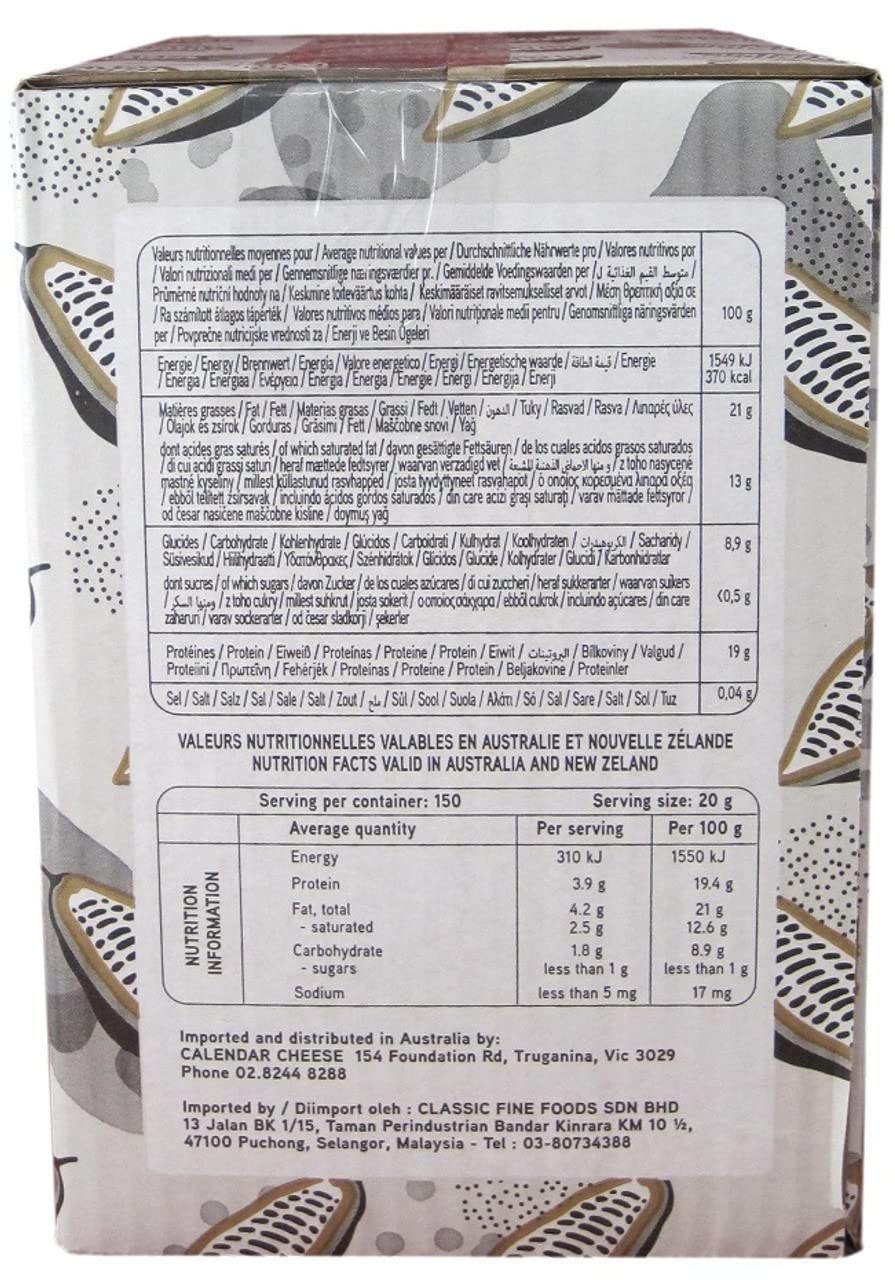 Valeurs nutritionnelles moyennes pour / Average nutritional values per / Durchschnittliche Nährwerte pro / Valores nutritivos por
/ Valori nutrizionali medi per / Gennemsnitlige næringsværdier pr. / Gemiddelde Voedingswaarden per / متوسط القيم الغذائية ل /
Průměrné nutriční hodnoty na / Keskmine toiteväärtus kohta / Keskimääräiset ravitsemukselliset arvot / Μέση θρεπτική αξία σε
/ Ra számított átlagos tápérték / Valores nutritivos médios para / Valori nutriționale medii pentru / Genomsnittliga näringsvärden
per / Povprečne nutricijske vrednosti za / Enerji ve Besin Ögeleri
100 g
Energie / Energy / Brennwert / Energía / Valore energetico / Energi / Energetische waarde / قيمة الطاقة / Energie
/ Energia / Energiaa / Ενέργεια / Energia / Energia / Energie / Energi / Energija / Enerji
1549 kJ
370 kcal
Matières grasses / Fat / Fett / Materias grasas / Grassi / Fedt / Vetten / الدهون / Tuky / Rasvad / Rasva / Λιπαρές ύλες
/ Olajok és zsírok / Gorduras / Grăsimi / Fett / Maščobne snovi / Yağ
21 g
dont acides gras saturés / of which saturated fat / davon gesättigte Fettsäuren / de los cuales acidos grasos saturados
/ di cui acidi grassi saturi / heraf mættede fedtsyrer / waarvan verzadigd vet / و منها الاحماض الذهنية المشبعة / z toho nasycené
mastné kyseliny / millest küllastunud rasvhapped / josta tyydyttyneet rasvahapot / ο οποίος κορεσμένα λιπαρά οξέα
/ ebből telített zsírsavak / incluindo ácidos gordos saturados / din care acizi grași saturați / varav mättade fettsyror /
od česar nasičene maščobne kisline / doymuş yağ
13 g
Glucides / Carbohydrate / Kohlenhydrate / Glúcidos / Carboidrati / Kulhydrat / Koolhydraten / الكربوهيدرات / Sacharidy /
Süsivesikud / Hiilihydraatti / Υδατάνθρακες / Szénhidrátok / Glícidos / Glucide / Kolhydrater / Glucidi / Karbonhidratlar
8,9 g
dont sucres / of which sugars / davon Zucker / de los cuales azúcares / di cui zuccheri / heraf sukkerarter / waarvan suikers
/ ومنها السكر / z toho cukry / millest suhkrut / josta sokerit / ο οποίος σάκχαρα / ebből cukrok / incluindo açúcares / din care
zaharuri / varav sockerarter / od česar sladkorji / şekerler
<0,5 g
Protéines / Protein / Eiweiß / Proteínas / Proteine / Protein / Eiwit / البروتينات / Bílkoviny / Valgud /
Proteiini / Πρωτεΐνη / Fehérjék / Proteínas / Proteine / Protein / Beljakovine / Proteinler
19 g
Sel / Salt / Salz / Sal / Sale / Salt / Zout / ملح / Sůl / Sool / Suola / Αλάτι / Só / Sal / Sare / Salt / Sol / Tuz
0,04 g
VALEURS NUTRITIONNELLES VALABLES EN AUSTRALIE ET NOUVELLE ZÉLANDE
NUTRITION FACTS VALID IN AUSTRALIA AND NEW ZELAND
Serving per container: 150 Serving size: 20 g
Average quantity Per serving Per 100 g
NUTRITION
INFORMATION
Energy 310 kJ 1550 kJ
Protein 3.9 g 19.4 g
Fat, total 4.2 g 21 g
- saturated 2.5 g 12.6 g
Carbohydrate 1.8 g 8.9 g
- sugars less than 1 g less than 1 g
Sodium less than 5 mg 17 mg
Imported and distributed in Australia by:
CALENDAR CHEESE 154 Foundation Rd, Truganina, Vic 3029
Phone 02.8244 8288
Imported by / Diimport oleh : CLASSIC FINE FOODS SDN BHD
13 Jalan BK 1/15, Taman Perindustrian Bandar Kinrara KM 10 ½,
47100 Puchong, Selangor, Malaysia - Tel : 03-80734388